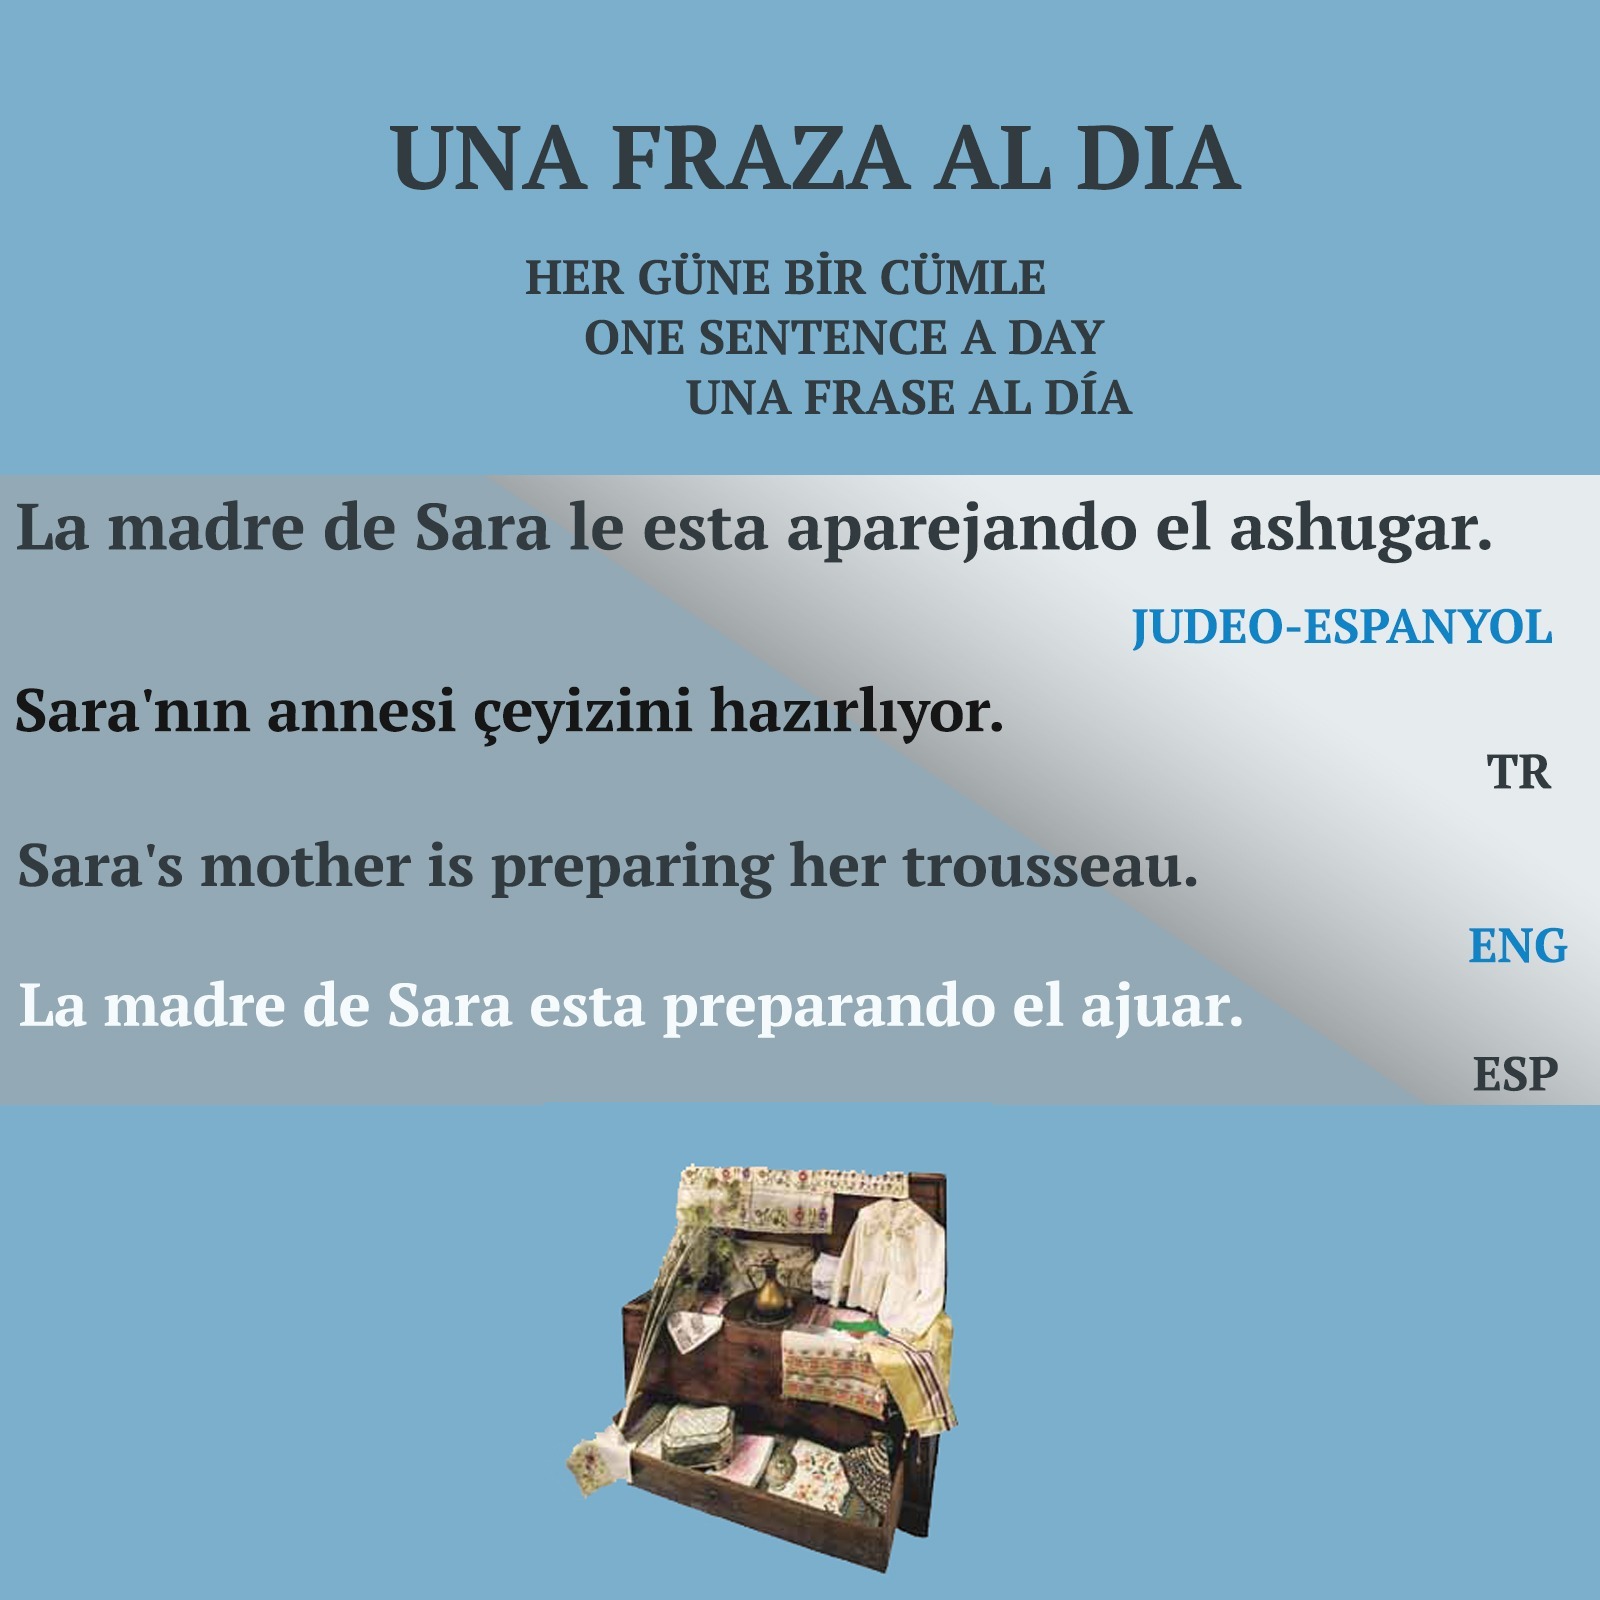 UNA FRAZA AL DIA
HER GÜNE BİR CÜMLE
ONE SENTENCE A DAY
UNA FRASE AL DÍA
La madre de Sara le esta aparejando el ashugar.
JUDEO-ESPANYOL
Sara'nın annesi çeyizini hazırlıyor.
TR
Sara's mother is preparing her trousseau.
ENG
La madre de Sara esta preparando el ajuar.
ESP